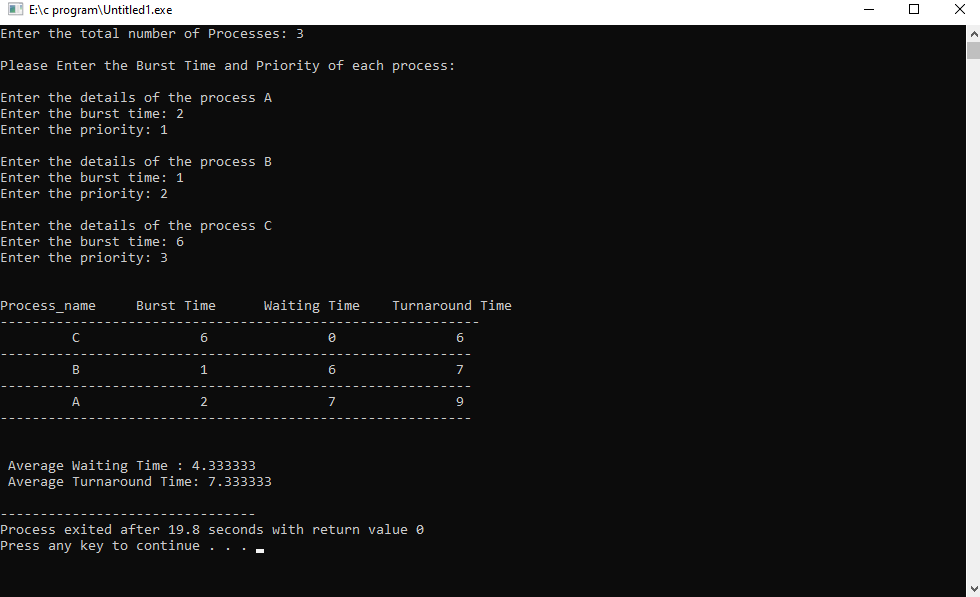 E:\c program\Untitled1.exe
Enter the total number of Processes: 3
Please Enter the Burst Time and Priority of each process:
Enter the details of the process A
Enter the burst time: 2
Enter the priority: 1
Enter the details of the process B
Enter the burst time: 1
Enter the priority: 2
Enter the details of the process C
Enter the burst time: 6
Enter the priority: 3
Process_name     Burst Time      Waiting Time    Turnaround Time
------------------------------------------------------------
         C               6               0               6
-----------------------------------------------------------
         B               1               6               7
-----------------------------------------------------------
         A               2               7               9
-----------------------------------------------------------
Average Waiting Time : 4.333333
Average Turnaround Time: 7.333333
--------------------------------
Process exited after 19.8 seconds with return value 0
Press any key to continue . . .